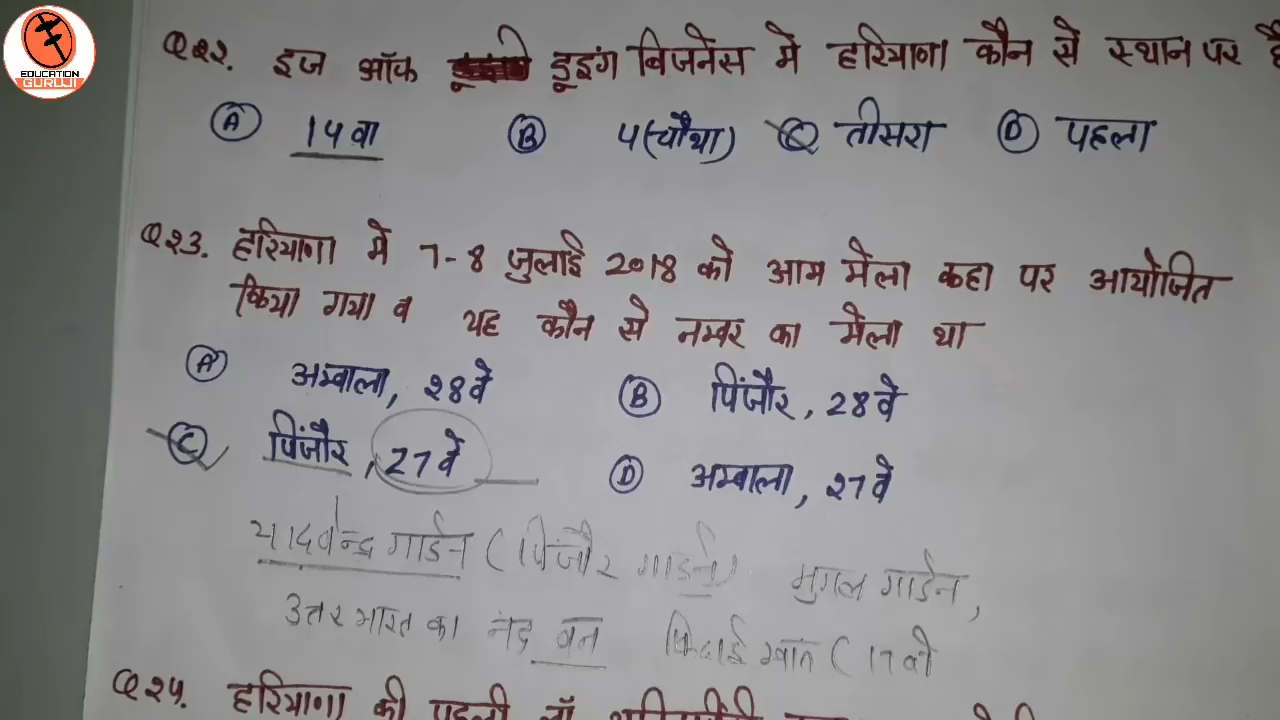 EDUCATION
GURUJI
Q22. इज ऑफ डूइंग बिजनेस मे हरियाणा कौन से स्थान पर है
(A) 14वा (B) 4(चौथा) (C) तीसरा (D) पहला
Q23. हरियाणा मे 7-8 जुलाई 2018 को आम मेला कहा पर आयोजित
किया गया व यह कौन से नम्बर का मेला था
(A) अम्बाला, 28वे (B) पिंजौर, 28वे
(C) पिंजौर, 27वे (D) अम्बाला, 27वे
यादवेन्द्र गार्डन (पिंजौर गार्डन) मुगल गार्डन,
उत्तर भारत का नंद वन फिदाई खान (17वी
Q24. हरियाणा की पहली लॉ